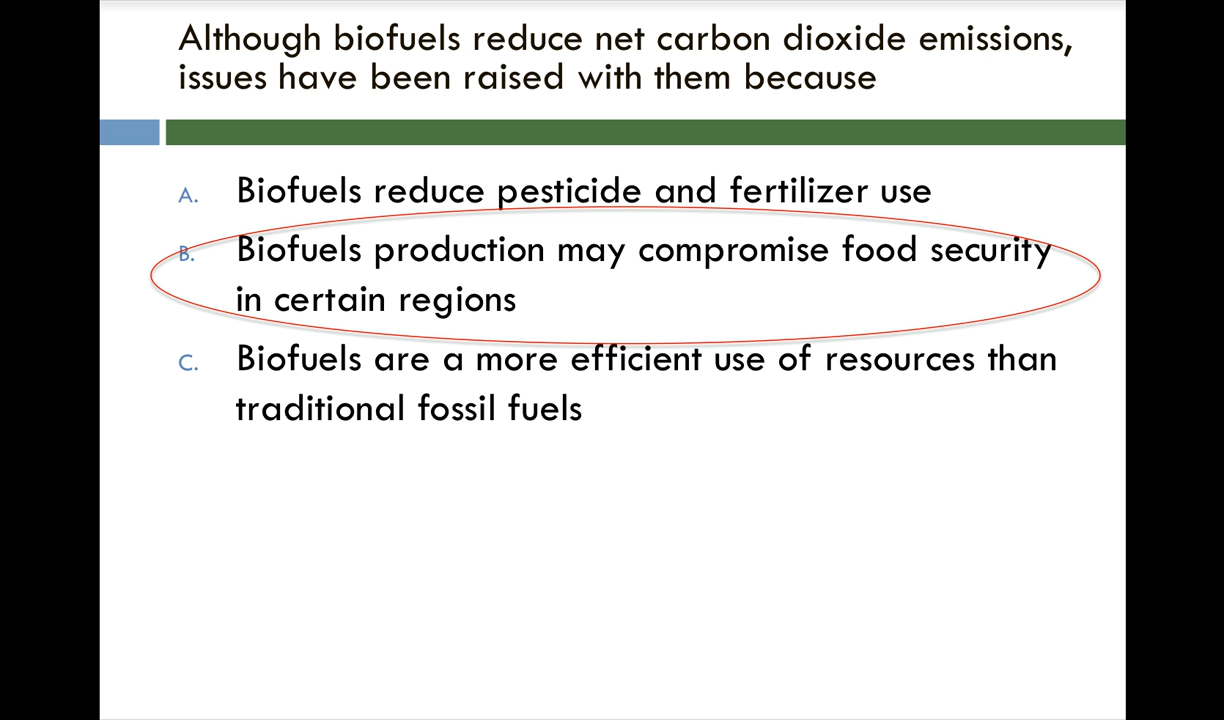 Although biofuels reduce net carbon dioxide emissions,
issues have been raised with them because
A. Biofuels reduce pesticide and fertilizer use
B. Biofuels production may compromise food security
in certain regions
C. Biofuels are a more efficient use of resources than
traditional fossil fuels